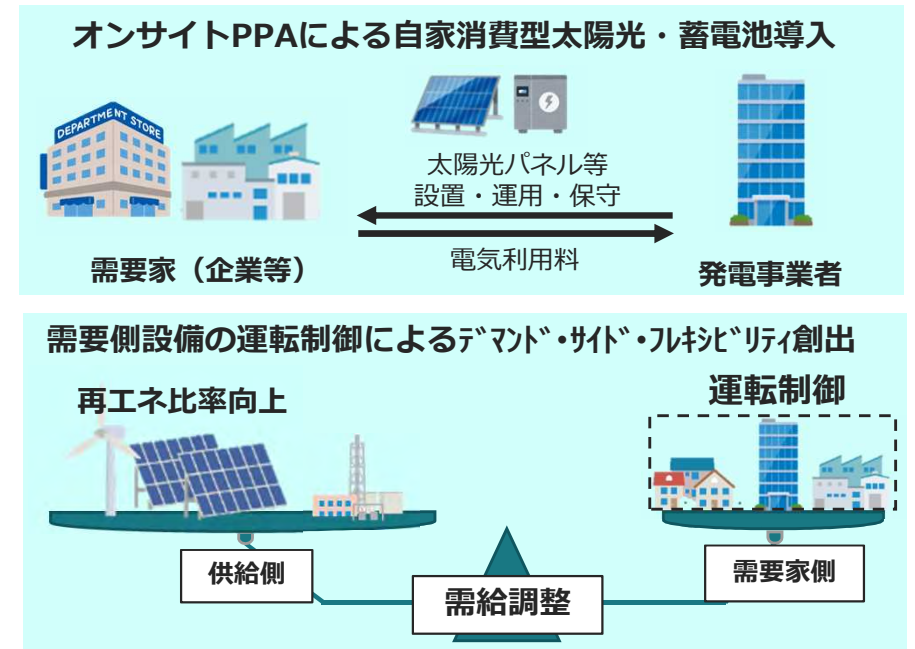 オンサイトPPAによる自家消費型太陽光・蓄電池導入
DEPARTMENT STORE
太陽光パネル等
設置・運用・保守
電気利用料
需要家（企業等）
発電事業者
需要側設備の運転制御によるﾃﾞﾏﾝﾄﾞ・ｻｲﾄﾞ・ﾌﾚｷｼﾋﾞﾘﾃｨ創出
再エネ比率向上
運転制御
供給側
需要家側
需給調整